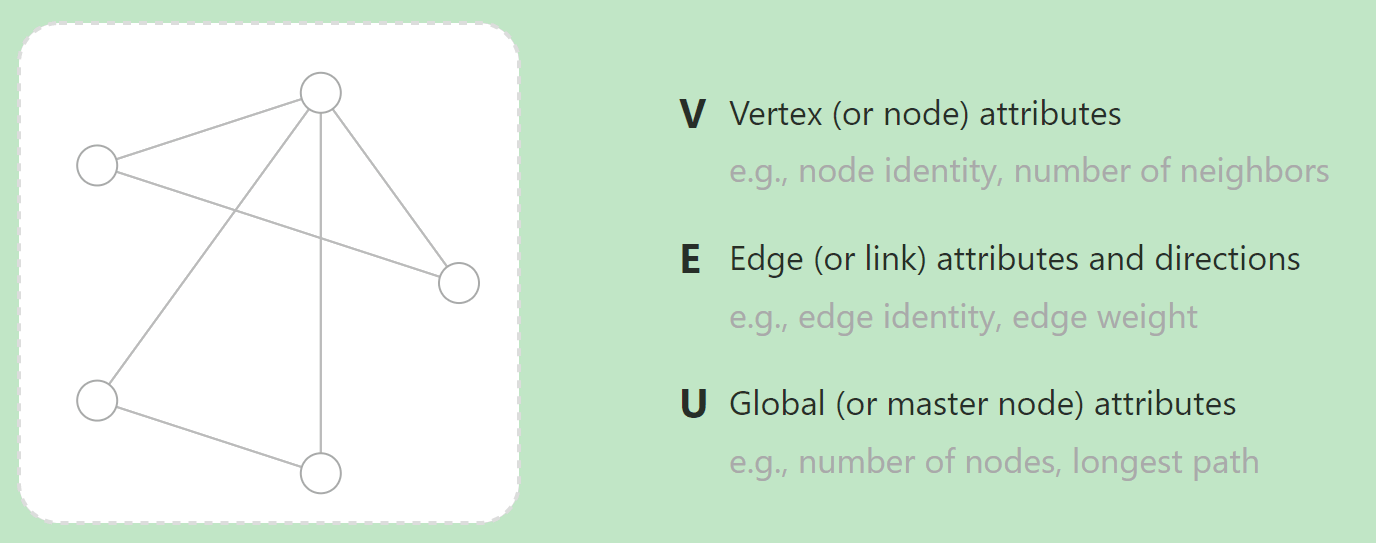 V Vertex (or node) attributes
e.g., node identity, number of neighbors
E Edge (or link) attributes and directions
e.g., edge identity, edge weight
U Global (or master node) attributes
e.g., number of nodes, longest path